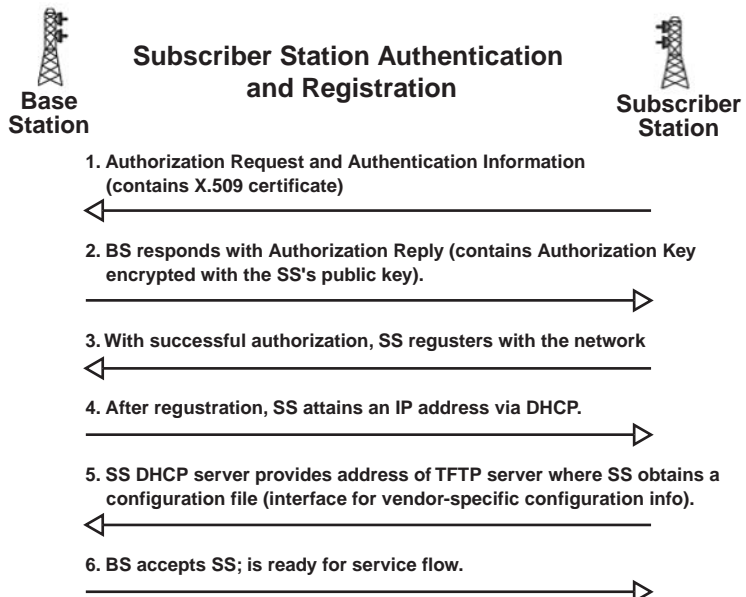 Subscriber Station Authentication
and Registration
Base
Station
Subscriber
Station
1. Authorization Request and Authentication Information
(contains X.509 certificate)
2. BS responds with Authorization Reply (contains Authorization Key
encrypted with the SS's public key).
3. With successful authorization, SS regusters with the network
4. After regustration, SS attains an IP address via DHCP.
5. SS DHCP server provides address of TFTP server where SS obtains a
configuration file (interface for vendor-specific configuration info).
6. BS accepts SS; is ready for service flow.